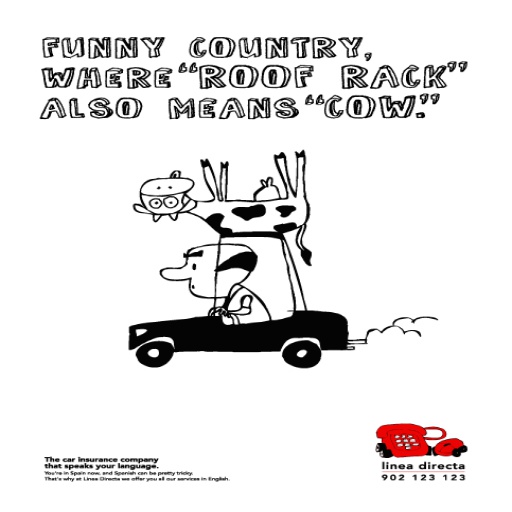 FUNNY COUNTRY,
WHERE “ROOF RACK”
ALSO MEANS “COW.”
The car insurance company
that speaks your language.
You're in Spain now, and Spanish can be pretty tricky.
That's why at Linea Directa we offer you all our services in English.
linea directa
902 123 123